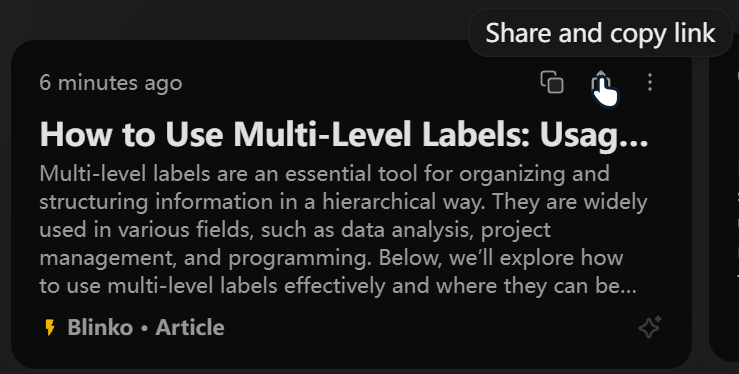 Share and copy link
6 minutes ago
How to Use Multi-Level Labels: Usag...
Multi-level labels are an essential tool for organizing and
structuring information in a hierarchical way. They are widely
used in various fields, such as data analysis, project
management, and programming. Below, we’ll explore how
to use multi-level labels effectively and where they can be...
Blinko • Article